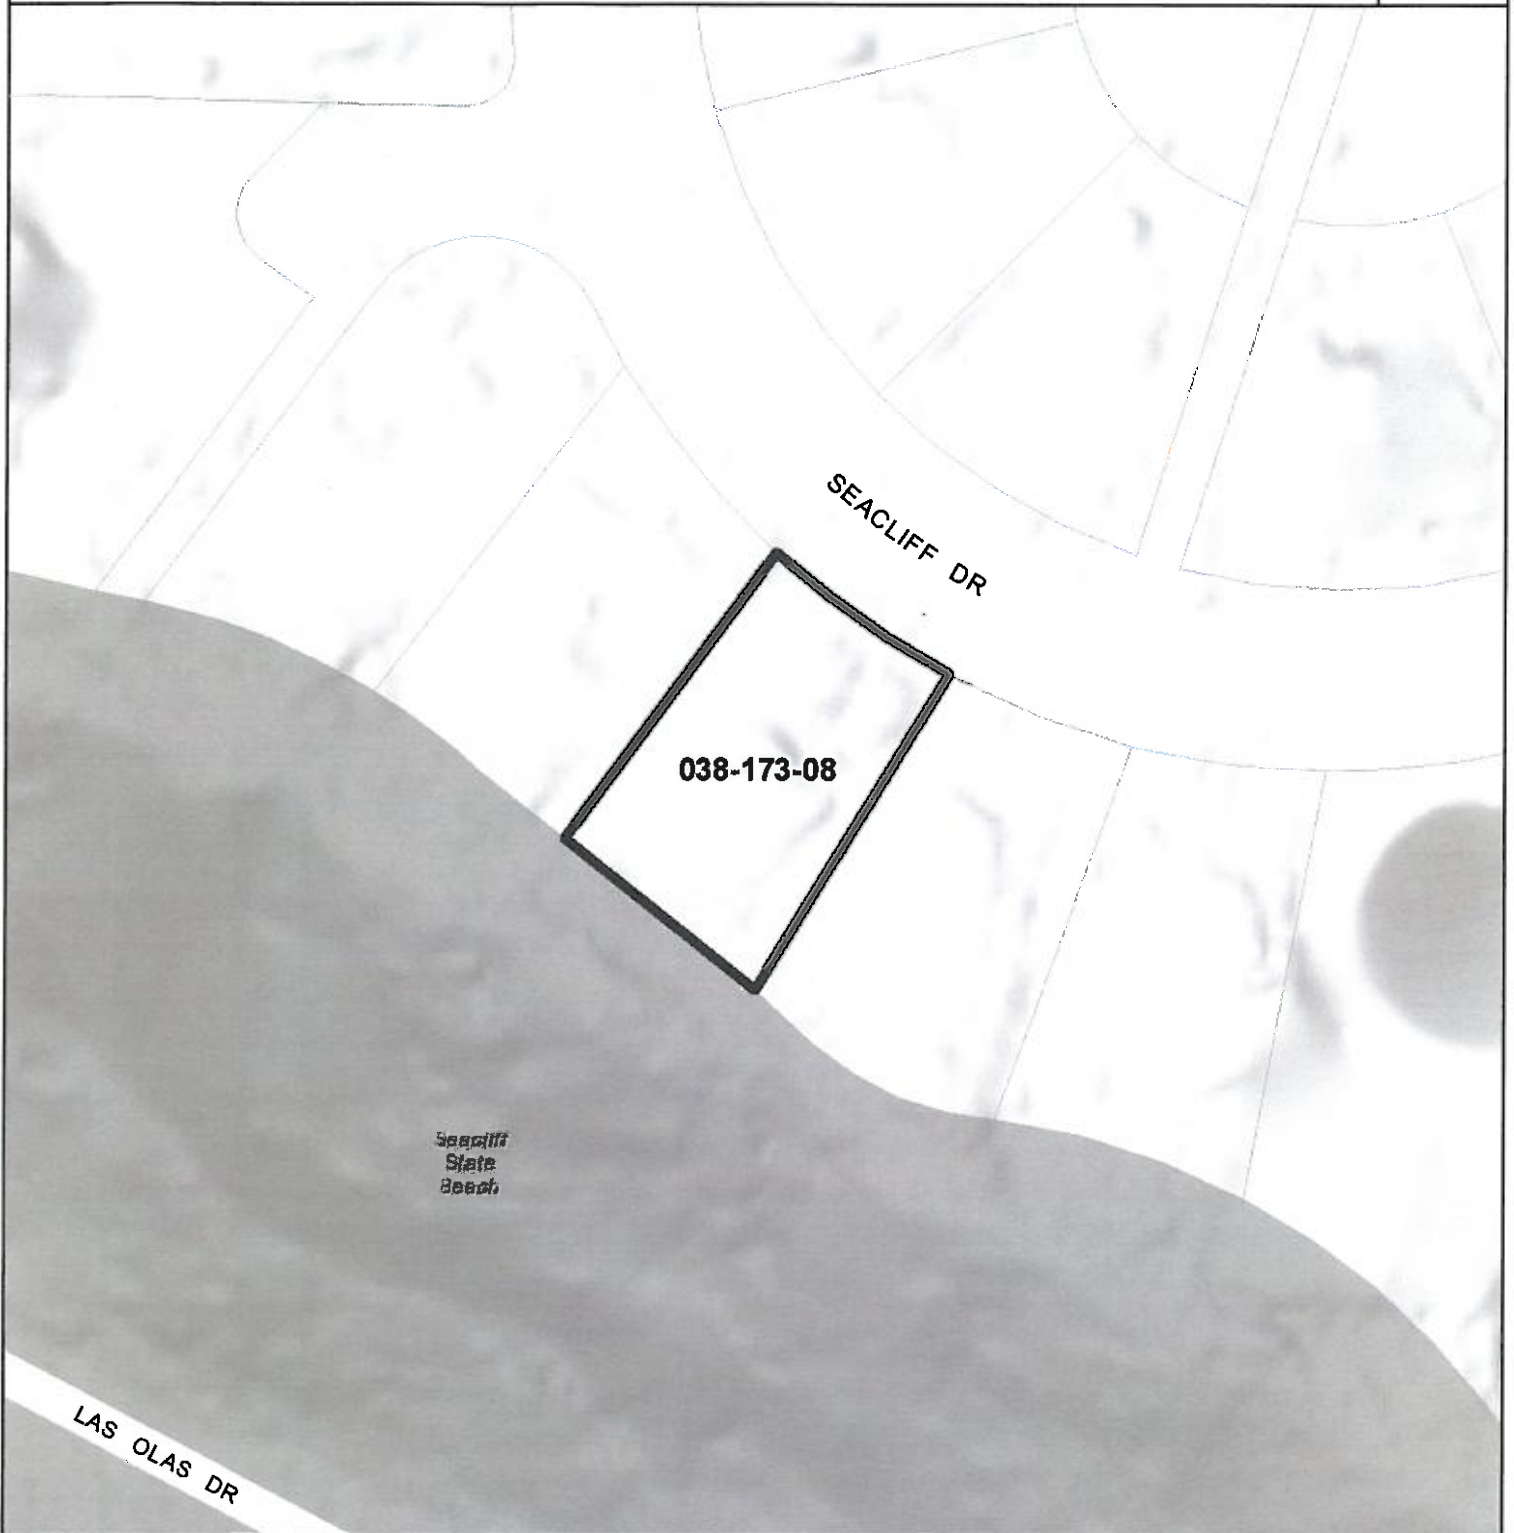 SEACLIFF DR
038-173-08
Seacliff
State
Beach
LAS OLAS DR